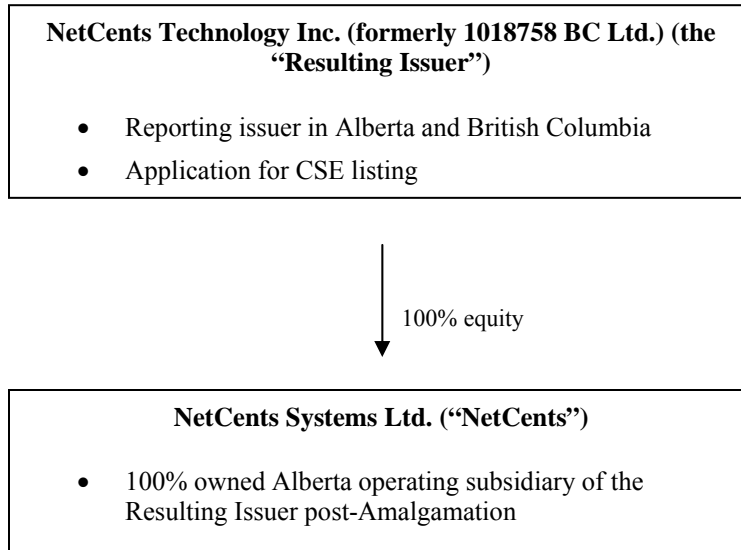 NetCents Technology Inc. (formerly 1018758 BC Ltd.) (the
“Resulting Issuer”)
• Reporting issuer in Alberta and British Columbia
• Application for CSE listing
100% equity
NetCents Systems Ltd. (“NetCents”)
• 100% owned Alberta operating subsidiary of the
Resulting Issuer post-Amalgamation